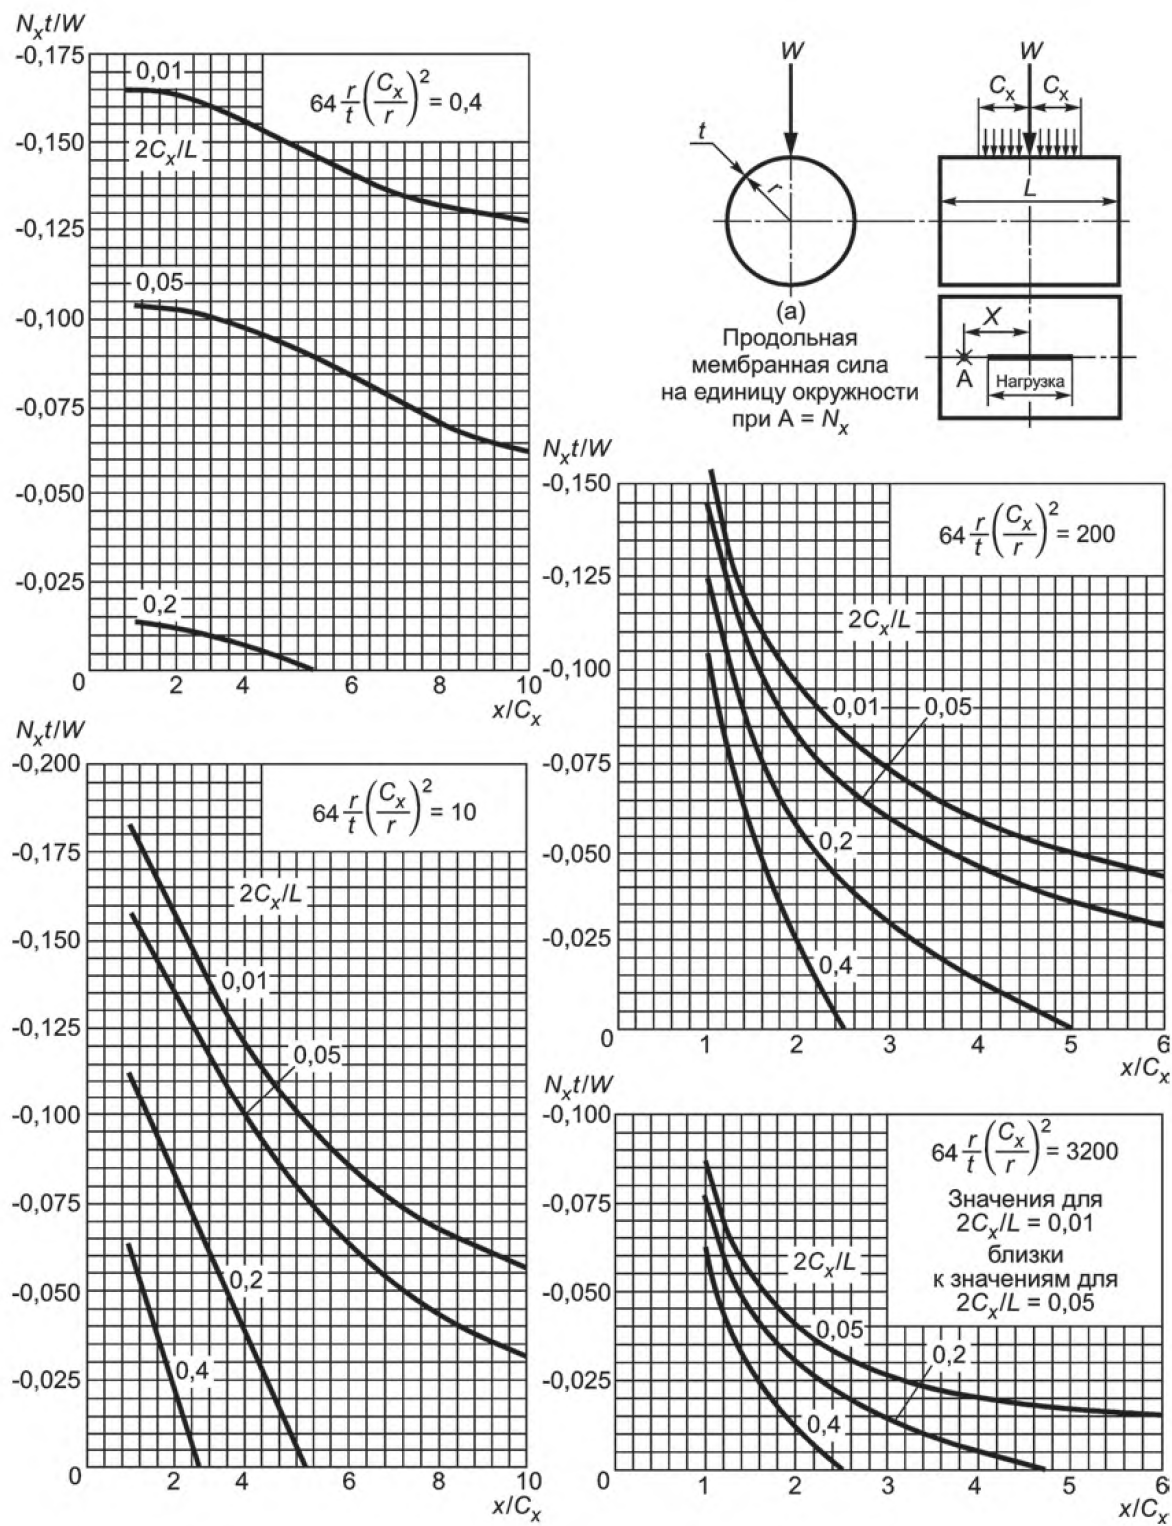 Nₓt/W
-0,175
-0,150
-0,125
-0,100
-0,075
-0,050
-0,025
0
2
4
6
8
10
x/Cₓ
0,01
2Cₓ/L
0,05
0,2
64 r/t (Cₓ/r)² = 0,4
W
t
r
(a)
Продольная
мембранная сила
на единицу окружности
при A = Nₓ
W
Cₓ
Cₓ
L
X
A
Нагрузка
Nₓt/W
-0,150
-0,125
-0,100
-0,075
-0,050
-0,025
0
1
2
3
4
5
6
x/Cₓ
64 r/t (Cₓ/r)² = 200
2Cₓ/L
0,01
0,05
0,2
0,4
Nₓt/W
-0,200
-0,175
-0,150
-0,125
-0,100
-0,075
-0,050
-0,025
0
2
4
6
8
10
x/Cₓ
64 r/t (Cₓ/r)² = 10
2Cₓ/L
0,01
0,05
0,2
0,4
Nₓt/W
-0,100
-0,075
-0,050
-0,025
0
1
2
3
4
5
6
x/Cₓ
64 r/t (Cₓ/r)² = 3200
Значения для
2Cₓ/L = 0,01
близки
к значениям для
2Cₓ/L = 0,05
2Cₓ/L
0,05
0,2
0,4